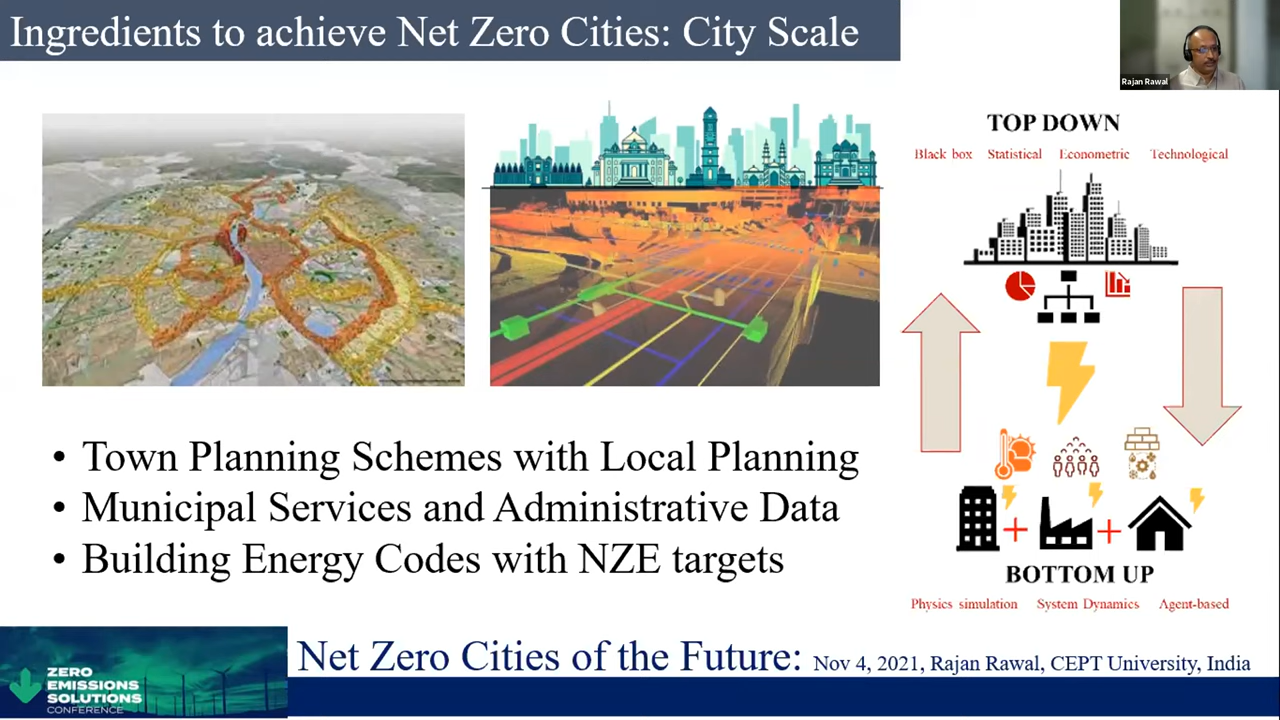 Ingredients to achieve Net Zero Cities: City Scale
Rajan Rawal
TOP DOWN
Black box Statistical Econometric Technological
• Town Planning Schemes with Local Planning
• Municipal Services and Administrative Data
• Building Energy Codes with NZE targets
BOTTOM UP
Physics simulation System Dynamics Agent-based
ZERO
EMISSIONS
SOLUTIONS
CONFERENCE
Net Zero Cities of the Future: Nov 4, 2021, Rajan Rawal, CEPT University, India